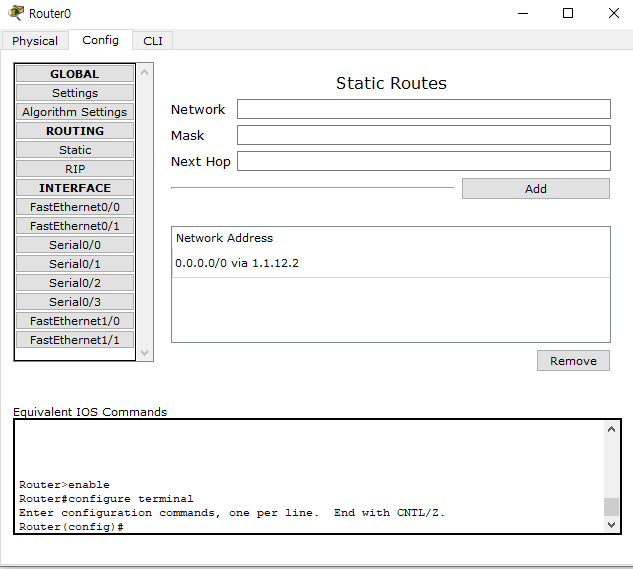 Router0
Physical Config CLI
GLOBAL
Settings
Algorithm Settings
ROUTING
Static
RIP
INTERFACE
FastEthernet0/0
FastEthernet0/1
Serial0/0
Serial0/1
Serial0/2
Serial0/3
FastEthernet1/0
FastEthernet1/1
Static Routes
Network
Mask
Next Hop
Add
Network Address
0.0.0.0/0 via 1.1.12.2
Remove
Equivalent IOS Commands
Router>enable
Router#configure terminal
Enter configuration commands, one per line.  End with CNTL/Z.
Router(config)#